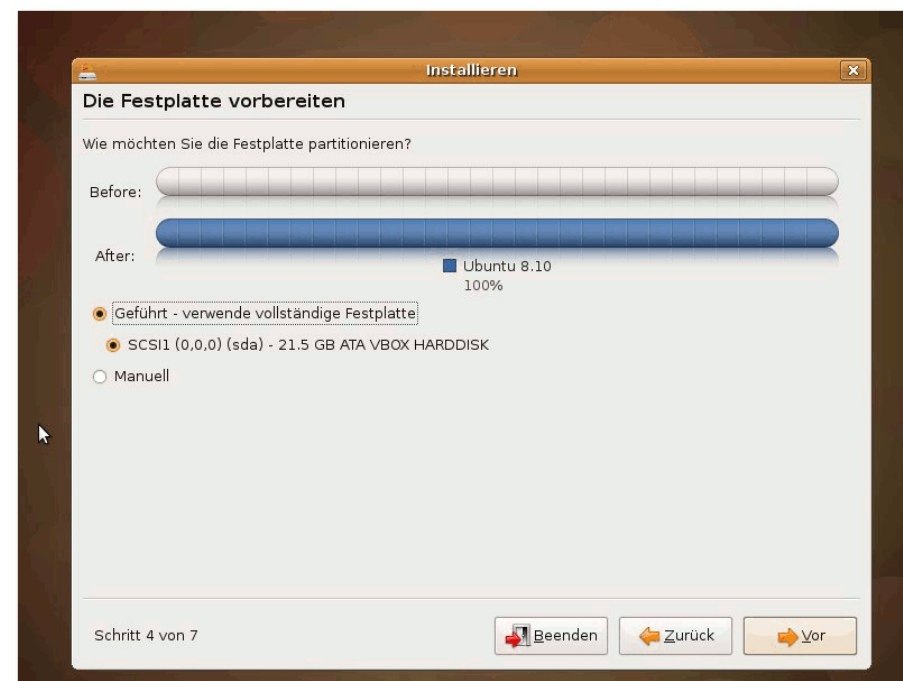 Installieren
Die Festplatte vorbereiten
Wie möchten Sie die Festplatte partitionieren?
Before:
After:
Ubuntu 8.10
100%
Geführt - verwende vollständige Festplatte
SCSI1 (0,0,0) (sda) - 21.5 GB ATA VBOX HARDDISK
Manuell
Schritt 4 von 7
Beenden
Zurück
Vor